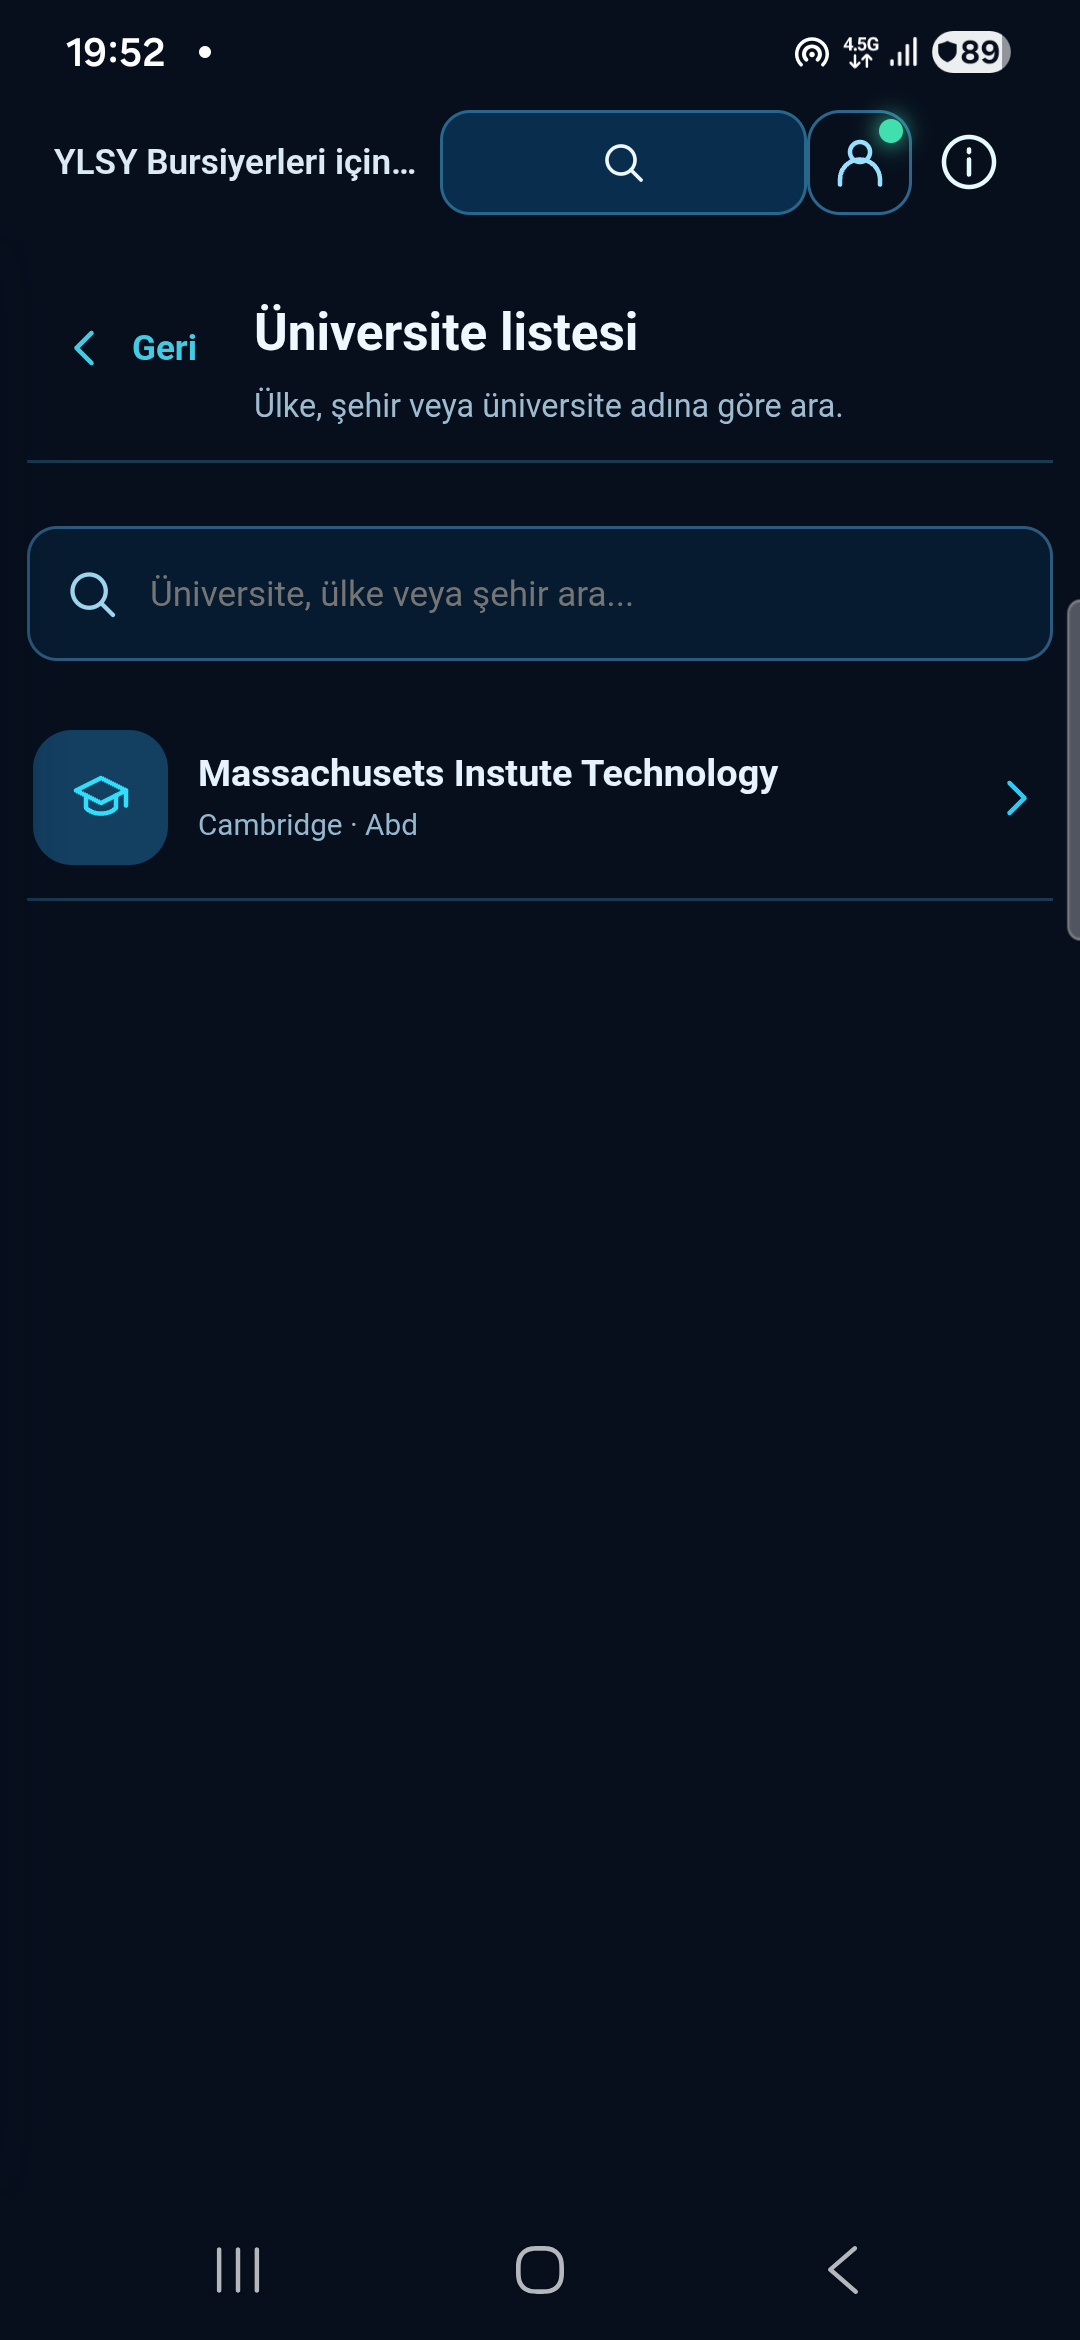 19:52
4.5G
89
YLSY Bursiyerleri için...
Geri
Üniversite listesi
Ülke, şehir veya üniversite adına göre ara.
Üniversite, ülke veya şehir ara...
Massachusets Instute Technology
Cambridge · Abd